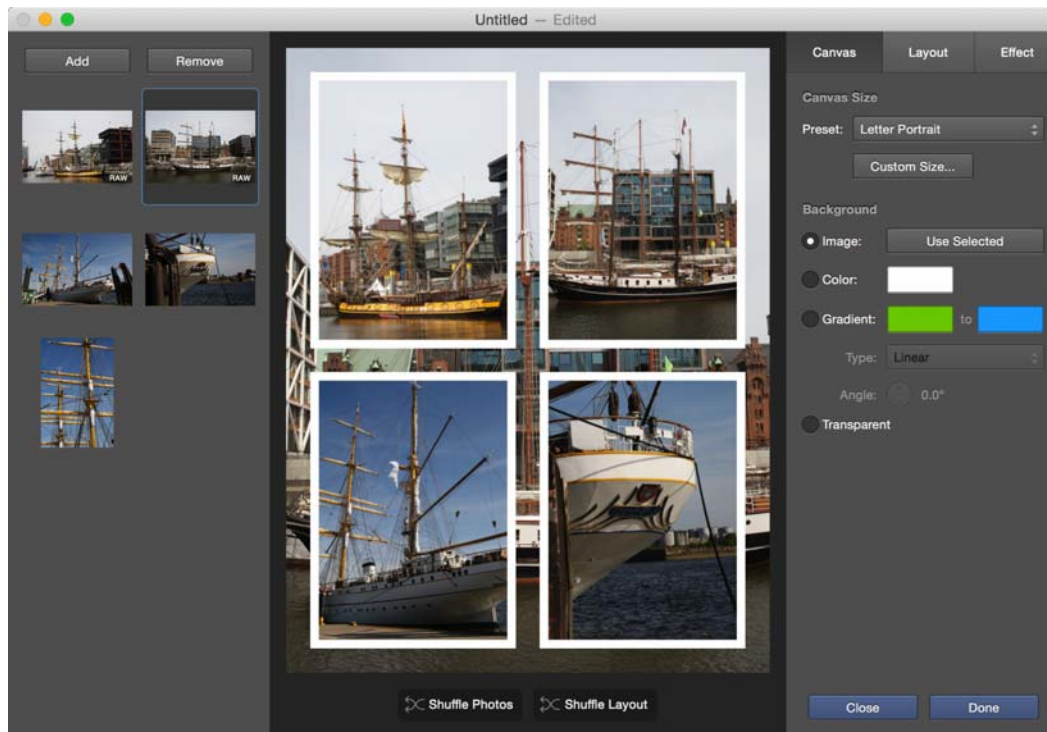 Untitled — Edited
Add Remove
RAW RAW
Canvas Layout Effect
Canvas Size
Preset: Letter Portrait
Custom Size...
Background
Image: Use Selected
Color:
Gradient: to
Type: Linear
Angle: 0.0°
Transparent
Shuffle Photos Shuffle Layout
Close Done